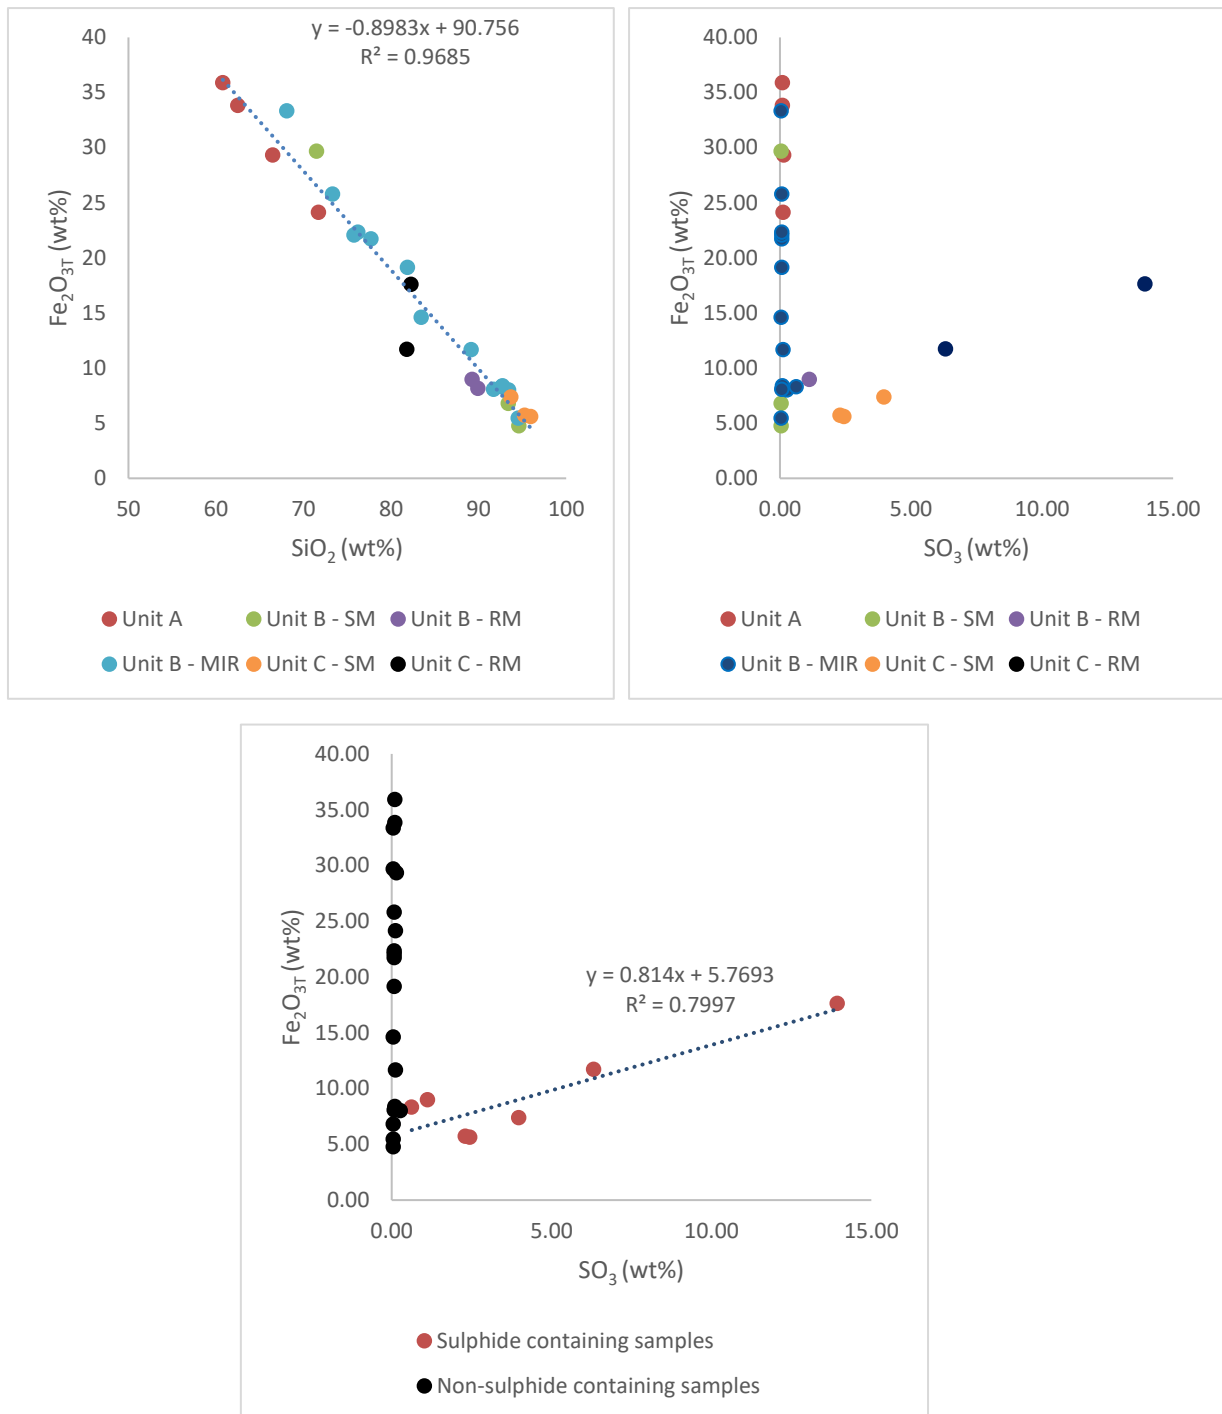 y = -0.8983x + 90.756
R² = 0.9685
40
35
30
25
20
15
10
5
0
Fe₂O₃T (wt%)
50 60 70 80 90 100
SiO₂ (wt%)
Unit A Unit B - SM Unit B - RM
Unit B - MIR Unit C - SM Unit C - RM
40.00
35.00
30.00
25.00
20.00
15.00
10.00
5.00
0.00
Fe₂O₃T (wt%)
0.00 5.00 10.00 15.00
SO₃ (wt%)
Unit A Unit B - SM Unit B - RM
Unit B - MIR Unit C - SM Unit C - RM
40.00
35.00
30.00
25.00
20.00
15.00
10.00
5.00
0.00
Fe₂O₃T (wt%)
y = 0.814x + 5.7693
R² = 0.7997
0.00 5.00 10.00 15.00
SO₃ (wt%)
Sulphide containing samples
Non-sulphide containing samples